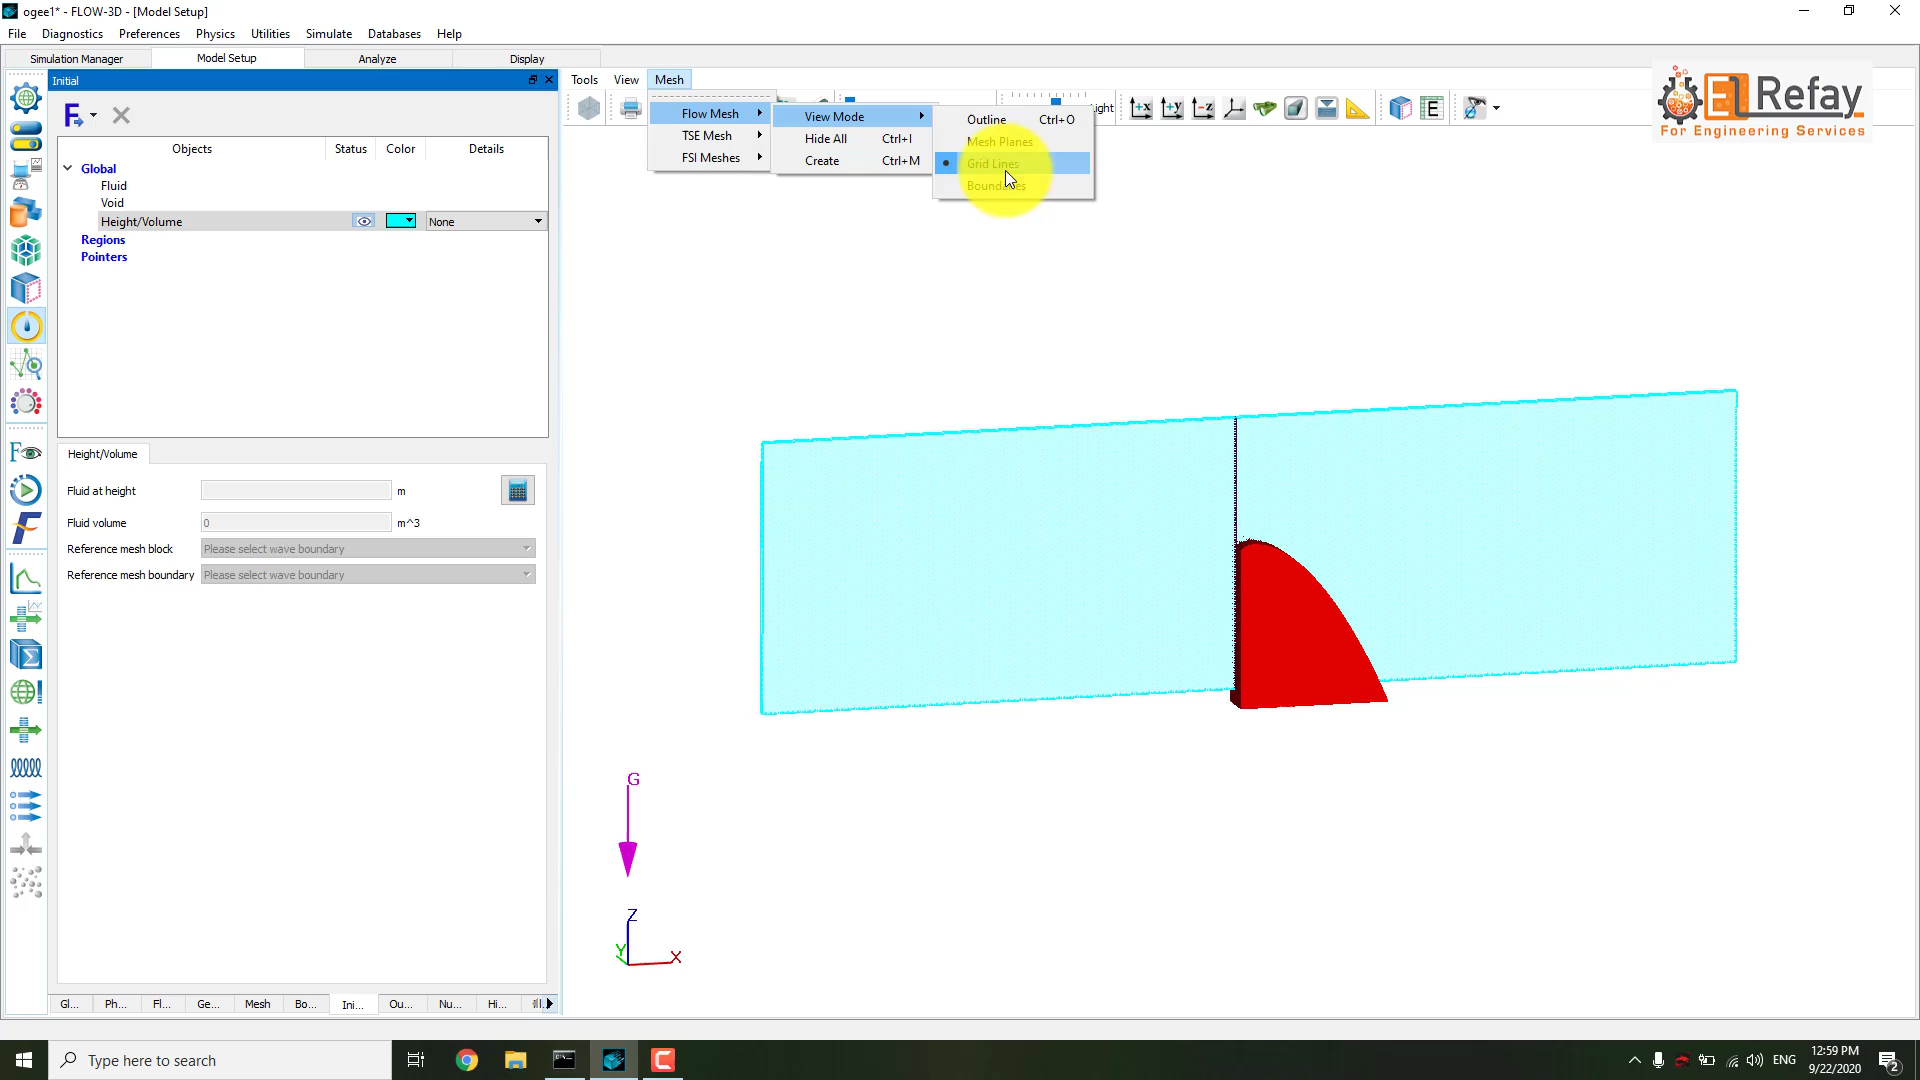 ogee1* - FLOW-3D - [Model Setup]
File Diagnostics Preferences Physics Utilities Simulate Databases Help
Simulation Manager Model Setup Analyze Display
Initial
Tools View Mesh
Flow Mesh
TSE Mesh
FSI Meshes
View Mode
Hide All Ctrl+I
Create Ctrl+M
Outline Ctrl+O
Mesh Planes
Grid Lines
Boundaries
+x +y -z
E
El Refay
For Engineering Services
F
Objects Status Color Details
Global
Fluid
Void
Height/Volume None
Regions
Pointers
Height/Volume
Fluid at height m
Fluid volume 0 m^3
Reference mesh block Please select wave boundary
Reference mesh boundary Please select wave boundary
G
Z
Y
X
Gl... Ph... Fl... Ge... Mesh Bo... Ini... Ou... Nu... Hi...
Type here to search
ENG
12:59 PM
9/22/2020
2